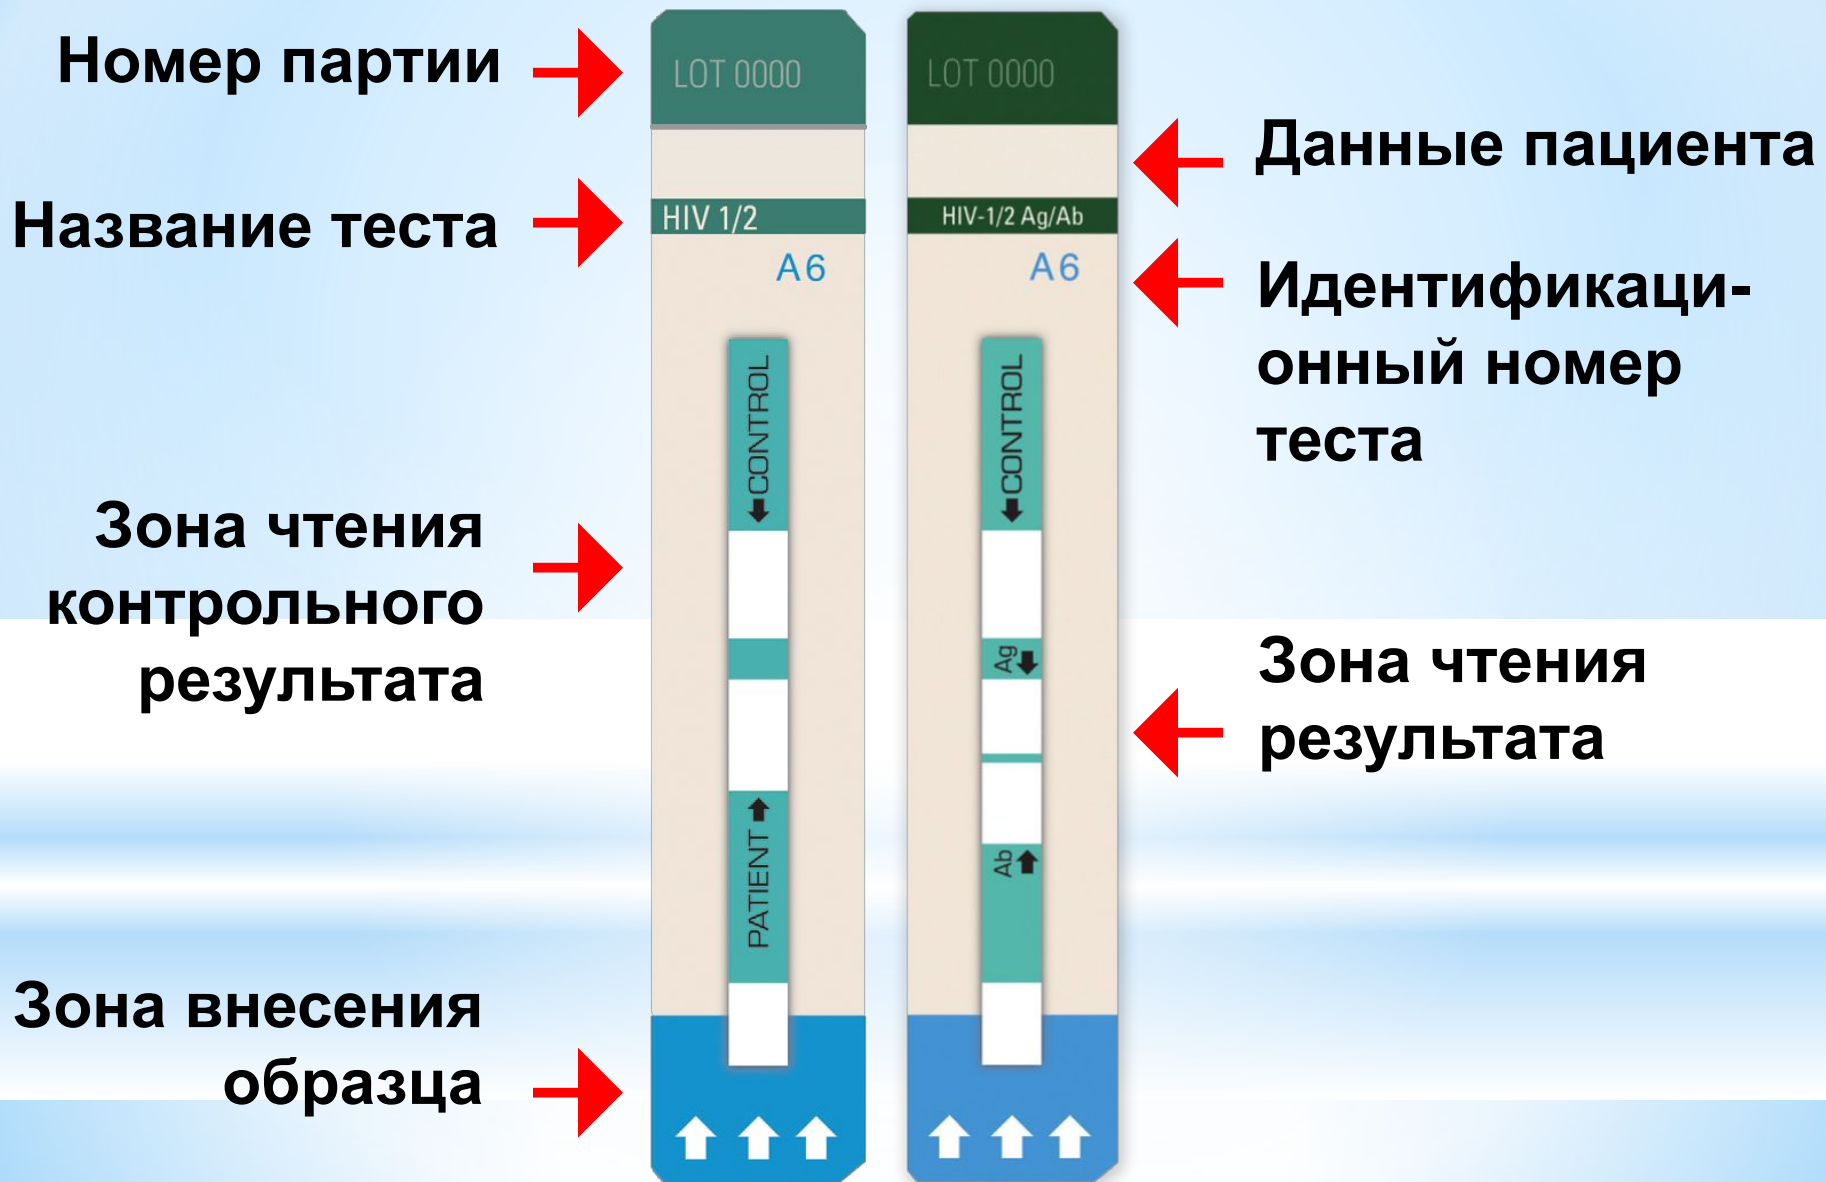 Номер партии
Название теста
Зона чтения
контрольного
результата
Зона внесения
образца
LOT 0000
HIV 1/2
A6
CONTROL
PATIENT
LOT 0000
HIV-1/2 Ag/Ab
A6
CONTROL
Ag
Ab
Данные пациента
Идентификаци-
онный номер
теста
Зона чтения
результата